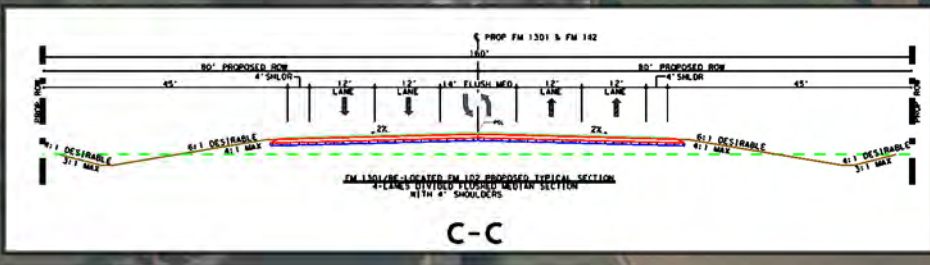 ℄ PROP FM 1301 & FM 102
160'
80' PROPOSED ROW
80' PROPOSED ROW
45'
4' SHLDR
12'
LANE
12'
LANE
14' FLUSH MED
12'
LANE
12'
LANE
4' SHLDR
45'
PROP ROW
PROP ROW
2%
PGL
2%
4:1 DESIRABLE
3:1 MAX
6:1 DESIRABLE
4:1 MAX
6:1 DESIRABLE
4:1 MAX
4:1 DESIRABLE
3:1 MAX
FM 1301/RE-LOCATED FM 102 PROPOSED TYPICAL SECTION
4-LANES DIVIDED FLUSHED MEDIAN SECTION
WITH 4' SHOULDERS
C-C